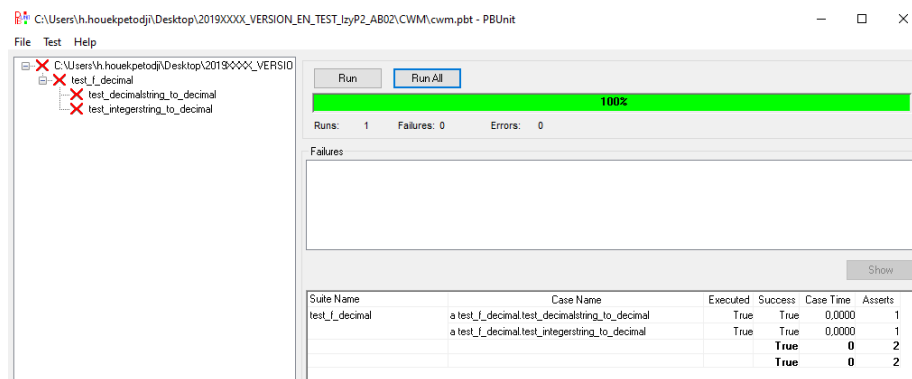 C:\Users\h.houekpetodji\Desktop\2019XXXX_VERSION_EN_TEST_IzyP2_AB02\CWM\cwm.pbt - PBUnit
File Test Help
C:\Users\h.houekpetodji\Desktop\2019XXXX_VERSIO
test_f_decimal
test_decimalstring_to_decimal
test_integerstring_to_decimal
Run Run All
100%
Runs: 1 Failures: 0 Errors: 0
Failures
Show
Suite Name Case Name Executed Success Case Time Asserts
test_f_decimal a test_f_decimal.test_decimalstring_to_decimal True True 0,0000 1
a test_f_decimal.test_integerstring_to_decimal True True 0,0000 1
True 0 2
True 0 2